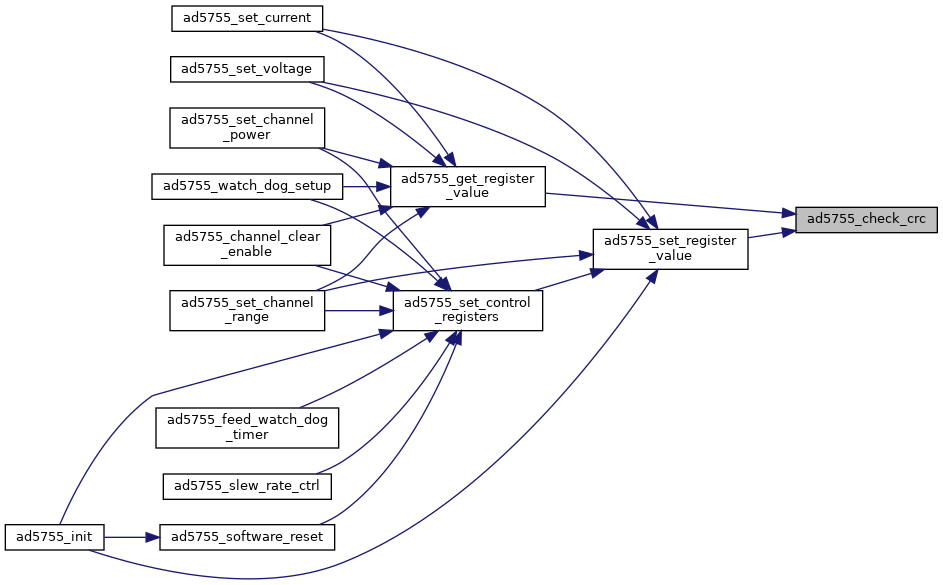 ad5755_set_current
ad5755_set_voltage
ad5755_set_channel
_power
ad5755_watch_dog_setup
ad5755_channel_clear
_enable
ad5755_set_channel
_range
ad5755_feed_watch_dog
_timer
ad5755_slew_rate_ctrl
ad5755_init
ad5755_software_reset
ad5755_get_register
_value
ad5755_set_control
_registers
ad5755_set_register
_value
ad5755_check_crc